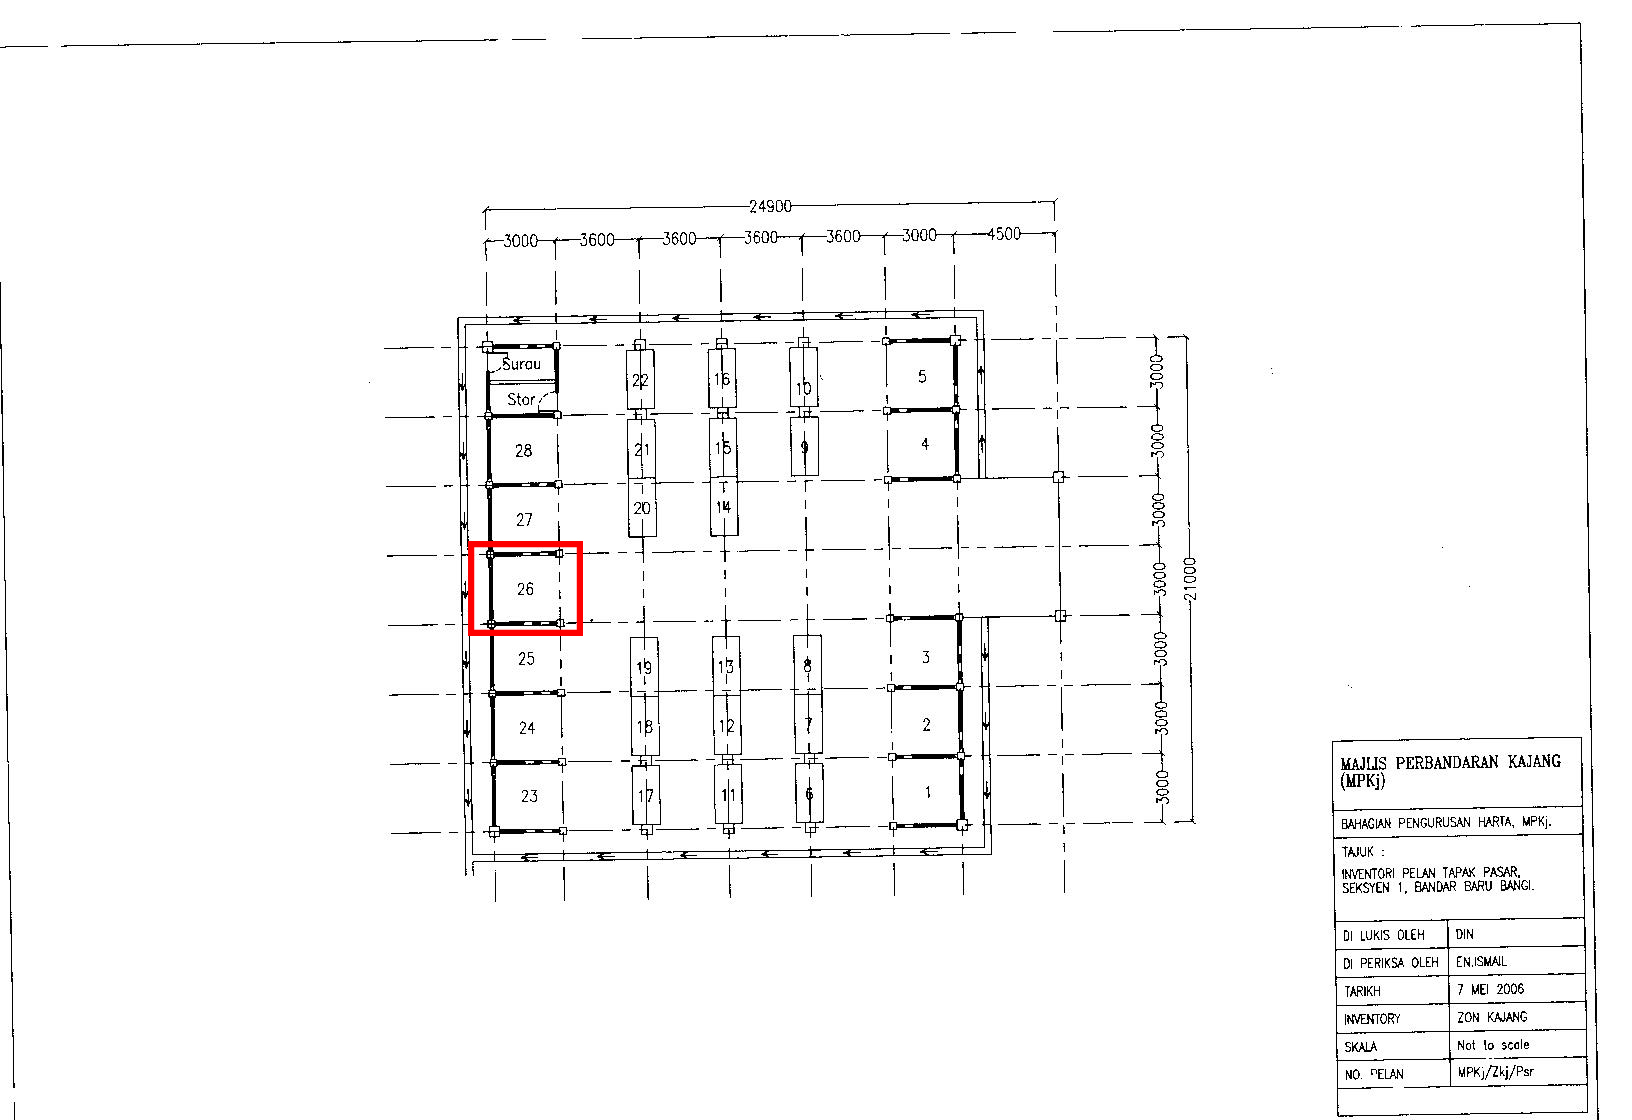 24900
3000 3600 3600 3600 3600 3000 4500
Surau
Stor
22 16 10 5
28 21 15 9 4
27 20 14
26
25 19 13 8 3
24 18 12 7 2
23 17 11 6 1
3000
3000
3000
3000
3000
3000
3000
21000
MAJLIS PERBANDARAN KAJANG
(MPKj)
BAHAGIAN PENGURUSAN HARTA, MPKj.
TAJUK :
INVENTORI PELAN TAPAK PASAR,
SEKSYEN 1, BANDAR BARU BANGI.
DI LUKIS OLEH DIN
DI PERIKSA OLEH EN.ISMAIL
TARIKH 7 MEI 2006
INVENTORY ZON KAJANG
SKALA Not to scale
NO. PELAN MPKj/Zkj/Psr